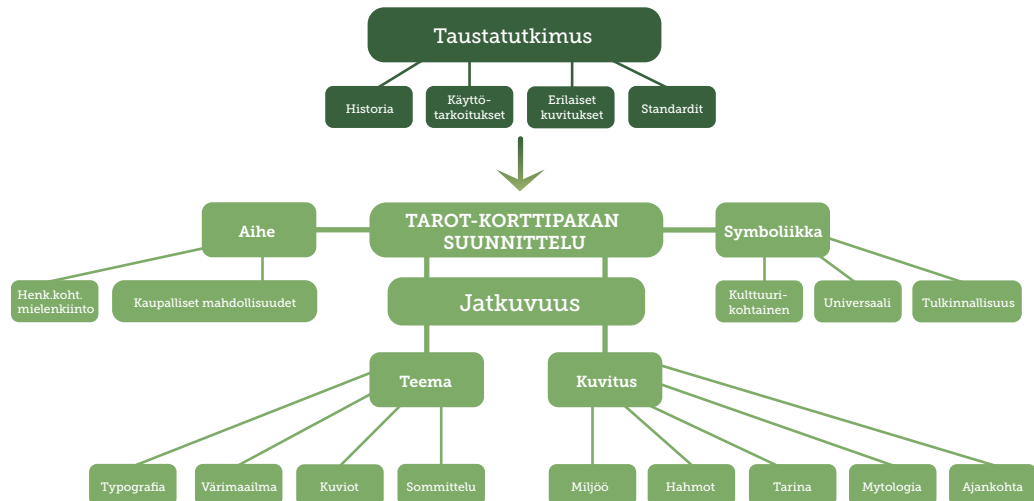 Taustatutkimus
Historia
Käyttö-
tarkoitukset
Erilaiset
kuvitukset
Standardit
Aihe
TAROT-KORTTIPAKAN
SUUNNITTELU
Symboliikka
Henk.koht.
mielenkiinto
Kaupalliset mahdollisuudet
Jatkuvuus
Kulttuuri-
kohtainen
Universaali
Tulkinnallisuus
Teema
Kuvitus
Typografia
Värimaailma
Kuviot
Sommittelu
Miljöö
Hahmot
Tarina
Mytologia
Ajankohta